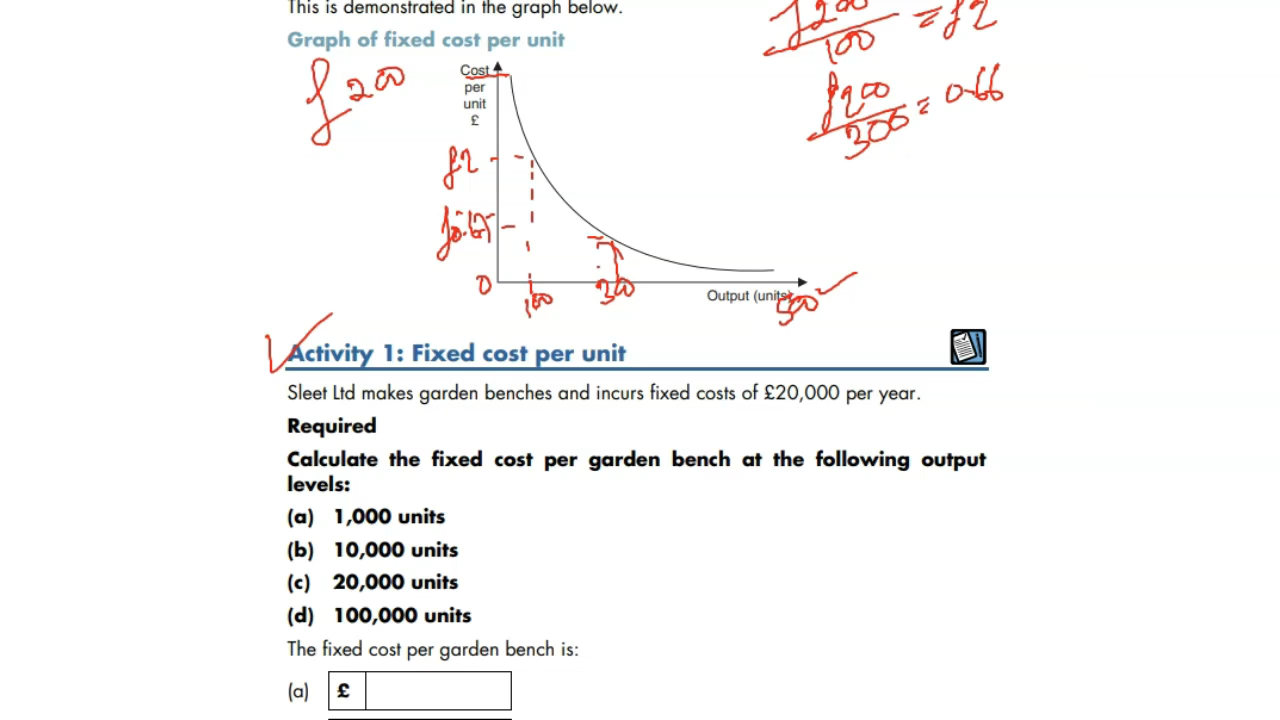 This is demonstrated in the graph below.
Graph of fixed cost per unit
£200
£200
100
= £2
£200
300
= 0.66
Cost
per
unit
£
£2
0
100
300
Output (units)
500
Activity 1: Fixed cost per unit
Sleet Ltd makes garden benches and incurs fixed costs of £20,000 per year.
Required
Calculate the fixed cost per garden bench at the following output
levels:
(a) 1,000 units
(b) 10,000 units
(c) 20,000 units
(d) 100,000 units
The fixed cost per garden bench is:
(a) £